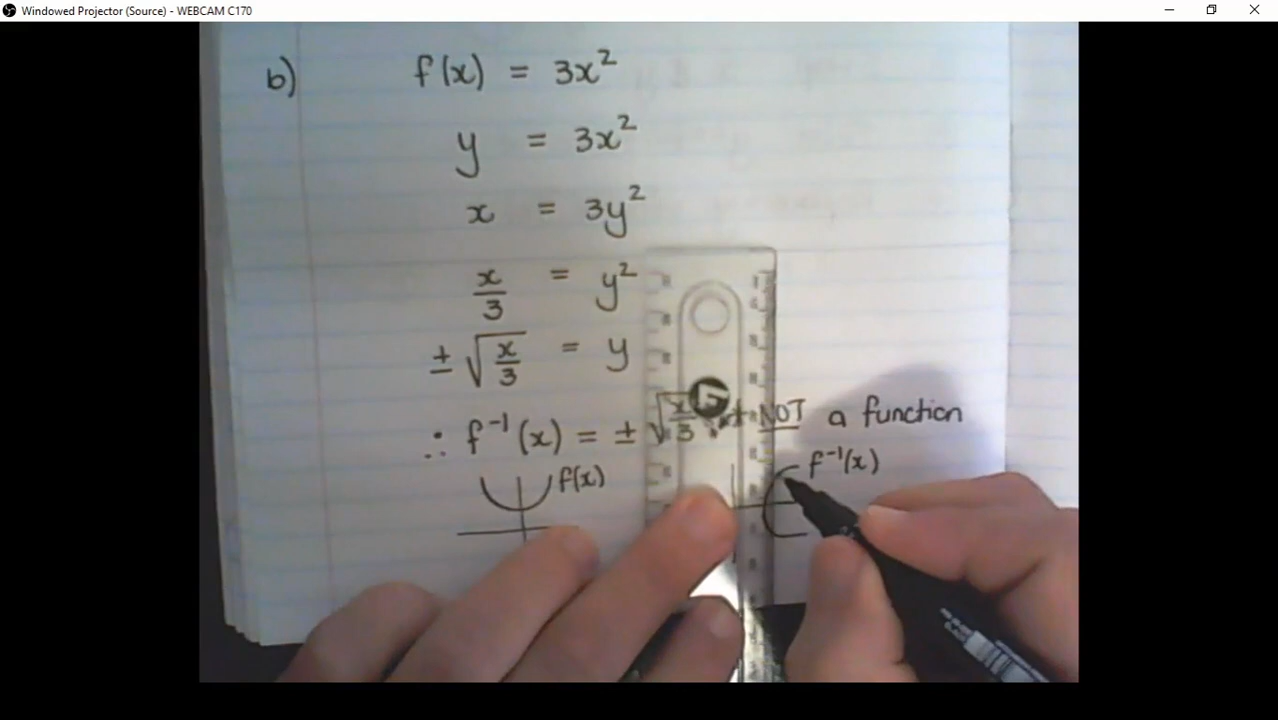 Windowed Projector (Source) - WEBCAM C170
b) f(x) = 3x²
y = 3x²
x = 3y²
x/3 = y²
± √(x/3) = y
∴ f⁻¹(x) = ± √(x/3) NOT a function
f(x)
f⁻¹(x)